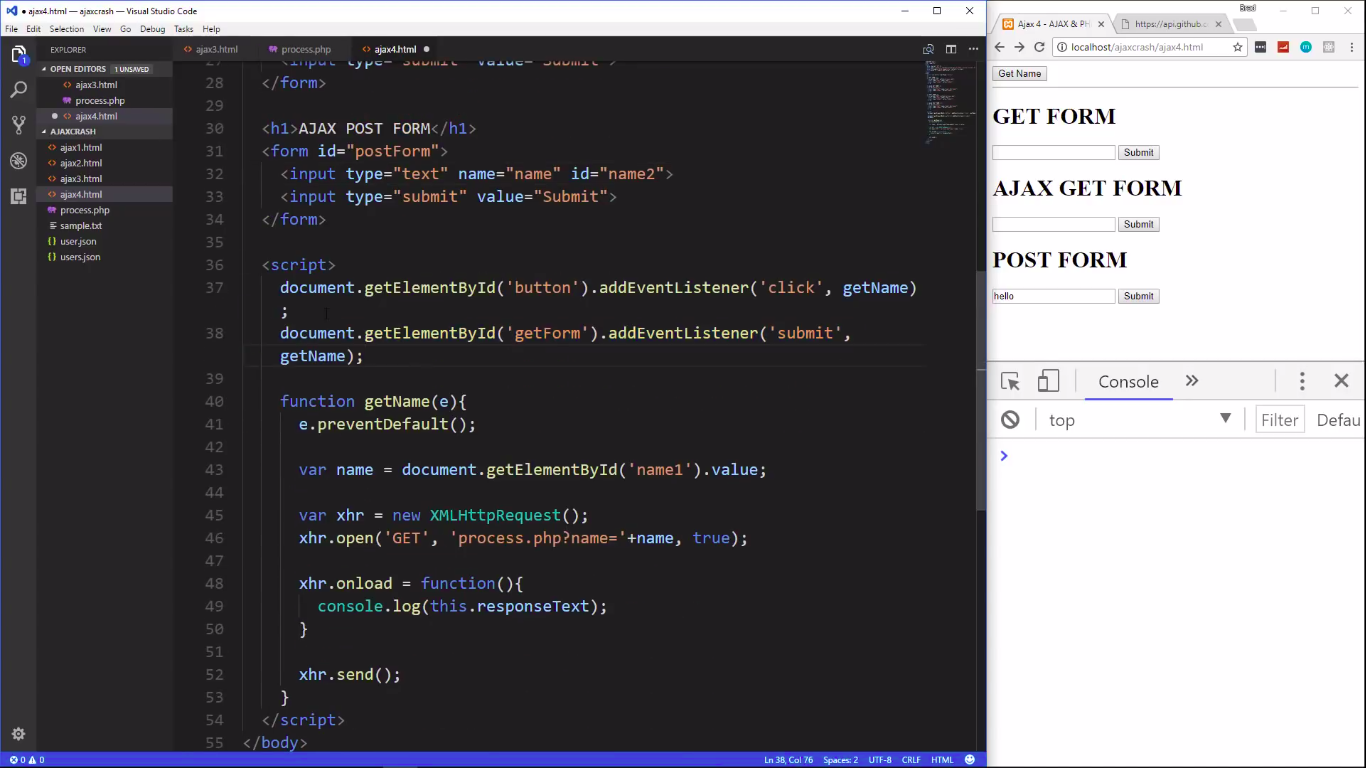 ajax4.html — ajaxcrash — Visual Studio Code
File Edit Selection View Go Debug Tasks Help
EXPLORER
OPEN EDITORS 1 UNSAVED
ajax3.html
process.php
ajax4.html
AJAXCRASH
ajax1.html
ajax2.html
ajax3.html
ajax4.html
process.php
sample.txt
user.json
users.json
1
ajax3.html process.php ajax4.html
<input type="submit" value="Submit">
28 </form>
29
30 <h1>AJAX POST FORM</h1>
31 <form id="postForm">
32 <input type="text" name="name" id="name2">
33 <input type="submit" value="Submit">
34 </form>
35
36 <script>
37 document.getElementById('button').addEventListener('click', getName)
;
38 document.getElementById('getForm').addEventListener('submit',
getName);
39
40 function getName(e){
41 e.preventDefault();
42
43 var name = document.getElementById('name1').value;
44
45 var xhr = new XMLHttpRequest();
46 xhr.open('GET', 'process.php?name='+name, true);
47
48 xhr.onload = function(){
49 console.log(this.responseText);
50 }
51
52 xhr.send();
53 }
54 </script>
55 </body>
0 0 Ln 38, Col 76 Spaces: 2 UTF-8 CRLF HTML
Brad
Ajax 4 - AJAX & PH https://api.github.c
localhost/ajaxcrash/ajax4.html
Get Name
GET FORM
Submit
AJAX GET FORM
Submit
POST FORM
hello Submit
Console
top Filter Defau